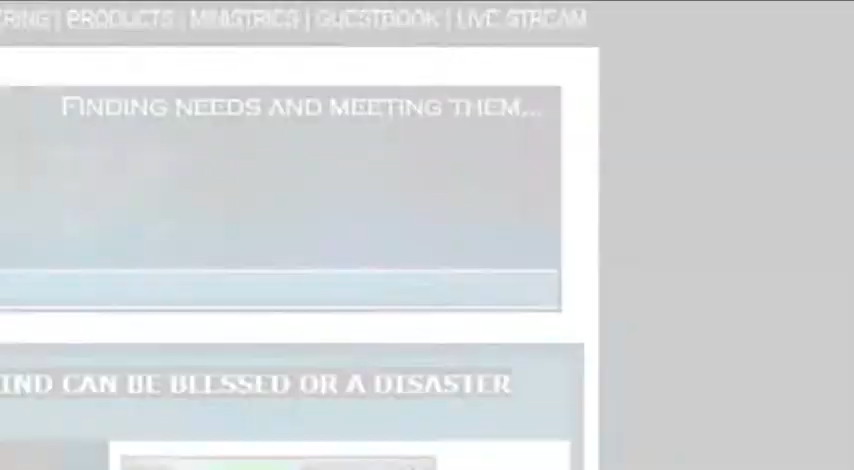 PRODUCTS | MINISTRIES | GUESTBOOK | LIVE STREAM
FINDING NEEDS AND MEETING THEM...
CAN BE BLESSED OR A DISASTER